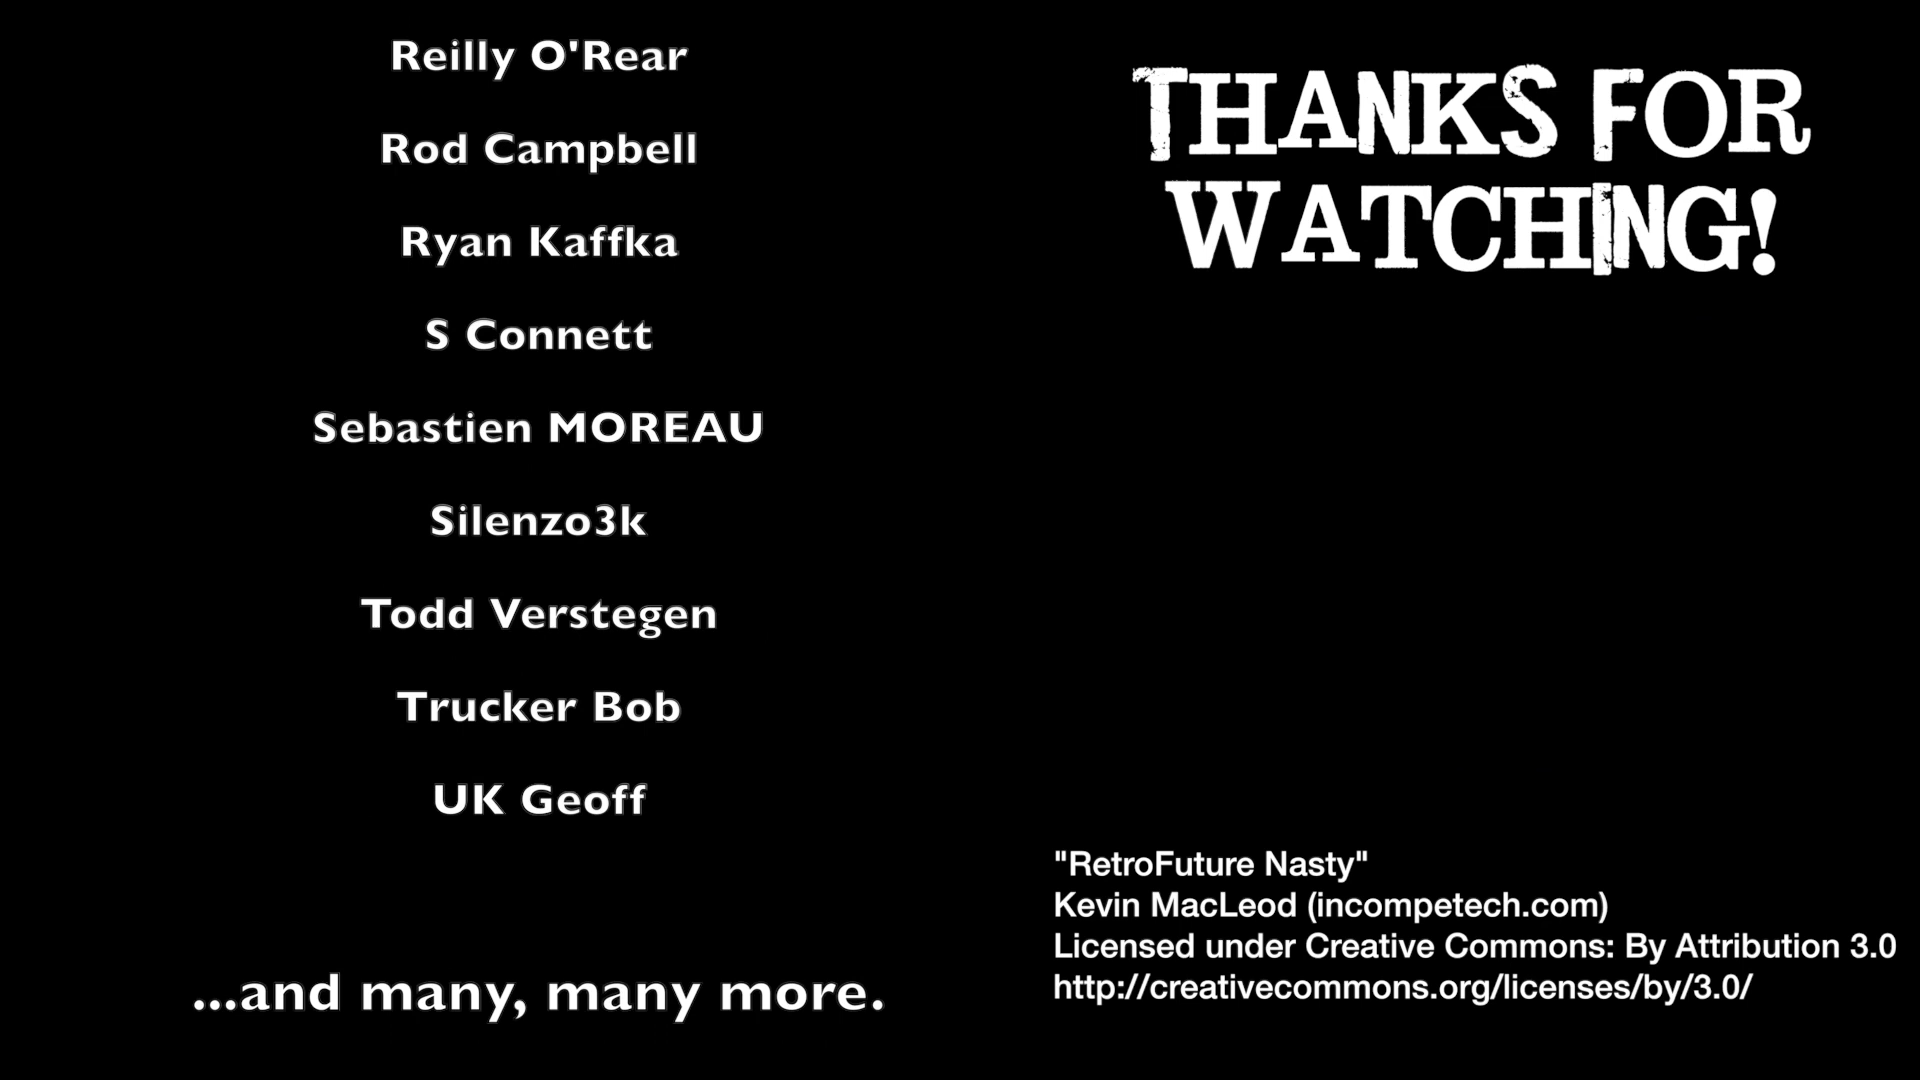 Reilly O'Rear
Rod Campbell
Ryan Kaffka
S Connett
Sebastien MOREAU
Silenzo3k
Todd Verstegen
Trucker Bob
UK Geoff
...and many, many more.
THANKS FOR
WATCHING!
"RetroFuture Nasty"
Kevin MacLeod (incompetech.com)
Licensed under Creative Commons: By Attribution 3.0
http://creativecommons.org/licenses/by/3.0/